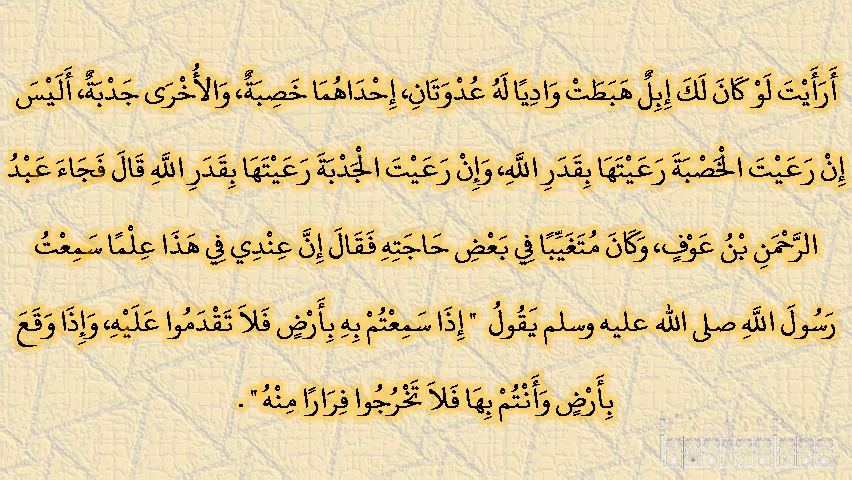 أَرَأَيْتَ لَوْ كَانَ لَكَ إِبِلٌ هَبَطَتْ وَادِيًا لَهُ عُدْوَتَانِ، إِحْدَاهُمَا خَصِبَةٌ، وَالأُخْرَى جَدْبَةٌ، أَلَيْسَ
إِنْ رَعَيْتَ الْخَصْبَةَ رَعَيْتَهَا بِقَدَرِ اللَّهِ، وَإِنْ رَعَيْتَ الْجَدْبَةَ رَعَيْتَهَا بِقَدَرِ اللَّهِ قَالَ فَجَاءَ عَبْدُ
الرَّحْمَنِ بْنُ عَوْفٍ، وَكَانَ مُتَغَيِّبًا فِي بَعْضِ حَاجَتِهِ فَقَالَ إِنَّ عِنْدِي فِي هَذَا عِلْمًا سَمِعْتُ
رَسُولَ اللَّهِ صلى الله عليه وسلم يَقُولُ " إِذَا سَمِعْتُمْ بِهِ بِأَرْضٍ فَلاَ تَقْدَمُوا عَلَيْهِ، وَإِذَا وَقَعَ
بِأَرْضٍ وَأَنْتُمْ بِهَا فَلاَ تَخْرُجُوا فِرَارًا مِنْهُ " .